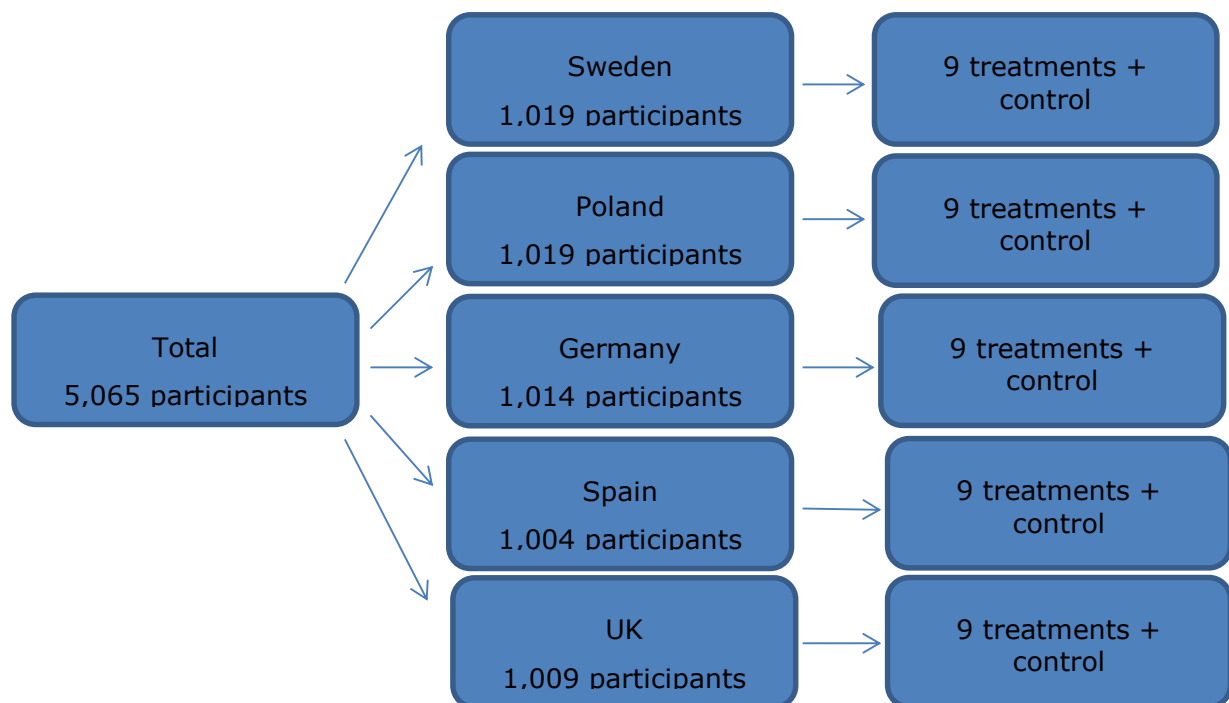 Total
5,065 participants
Sweden
1,019 participants
9 treatments +
control
Poland
1,019 participants
9 treatments +
control
Germany
1,014 participants
9 treatments +
control
Spain
1,004 participants
9 treatments +
control
UK
1,009 participants
9 treatments +
control